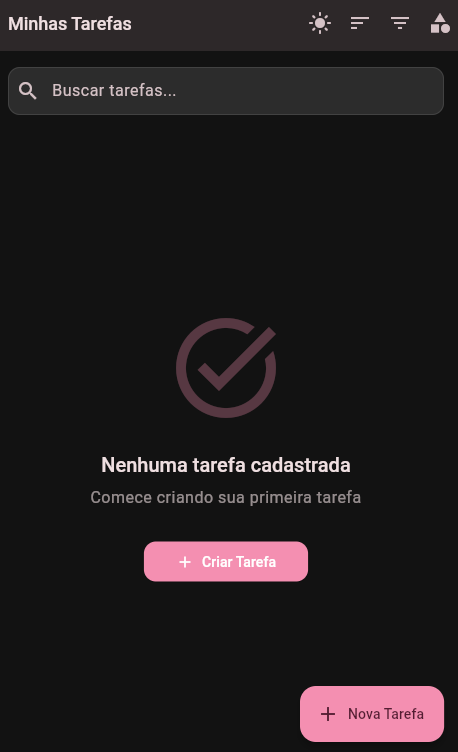 Minhas Tarefas
Buscar tarefas...
Nenhuma tarefa cadastrada
Comece criando sua primeira tarefa
Criar Tarefa
Nova Tarefa